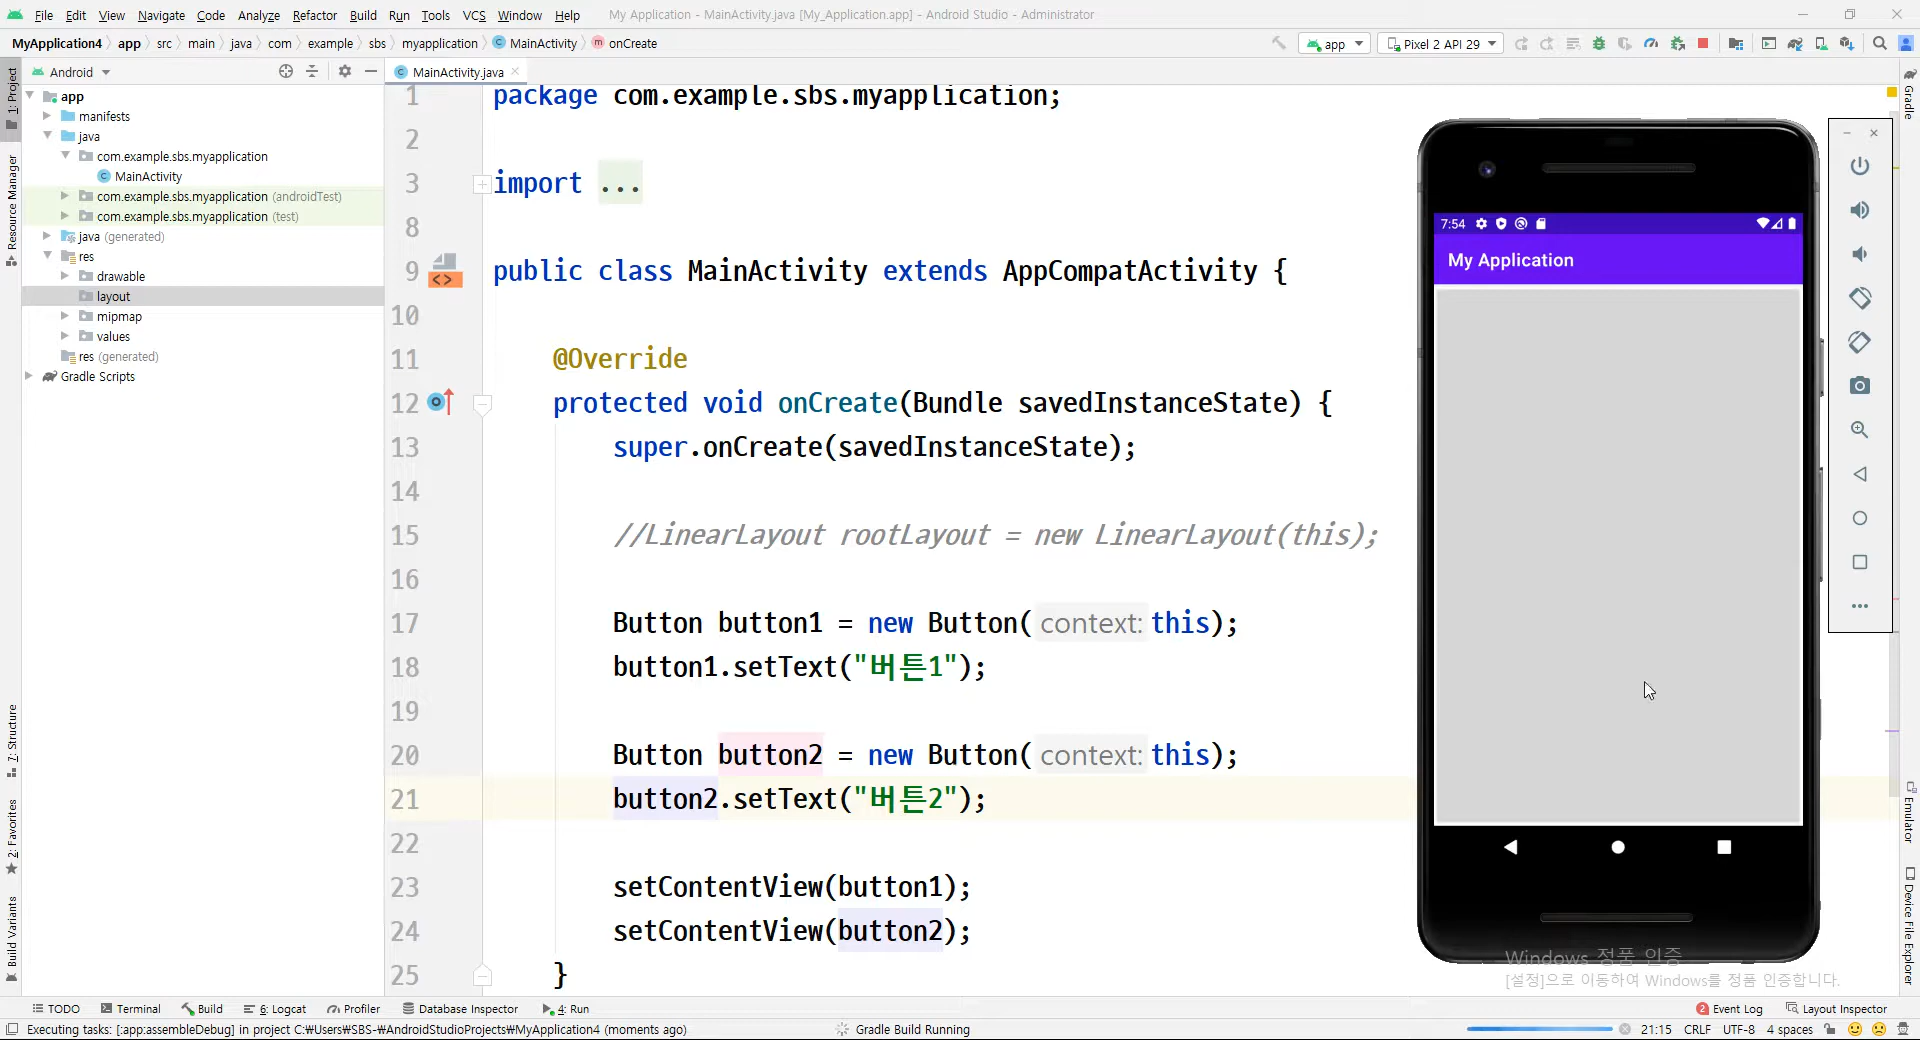 File Edit View Navigate Code Analyze Refactor Build Run Tools VCS Window Help My Application - MainActivity.java [My_Application.app] - Android Studio - Administrator
MyApplication4 app src main java com example sbs myapplication MainActivity onCreate app Pixel 2 API 29
Android
MainActivity.java
1: Project
Resource Manager
7: Structure
2: Favorites
Build Variants
app
manifests
java
com.example.sbs.myapplication
MainActivity
com.example.sbs.myapplication (androidTest)
com.example.sbs.myapplication (test)
java (generated)
res
drawable
layout
mipmap
values
res (generated)
Gradle Scripts
1 package com.example.sbs.myapplication;
2
3 import ...
8
9 public class MainActivity extends AppCompatActivity {
10
11 @Override
12 protected void onCreate(Bundle savedInstanceState) {
13 super.onCreate(savedInstanceState);
14
15 //LinearLayout rootLayout = new LinearLayout(this);
16
17 Button button1 = new Button( context: this);
18 button1.setText("버튼1");
19
20 Button button2 = new Button( context: this);
21 button2.setText("버튼2");
22
23 setContentView(button1);
24 setContentView(button2);
25 }
7:54
My Application
Windows 정품 인증
[설정]으로 이동하여 Windows를 정품 인증합니다.
Gradle
Emulator
Device File Explorer
TODO Terminal Build 6: Logcat Profiler Database Inspector 4: Run 2 Event Log Layout Inspector
Executing tasks: [:app:assembleDebug] in project C:₩Users₩SBS-₩AndroidStudioProjects₩MyApplication4 (moments ago) Gradle Build Running 21:15 CRLF UTF-8 4 spaces